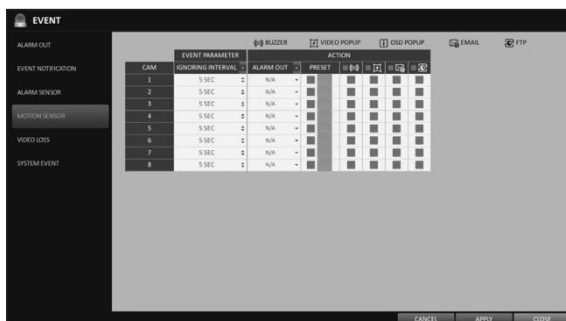 EVENT
ALARM OUT
EVENT NOTIFICATION
ALARM SENSOR
MOTION SENSOR
VIDEO LOSS
SYSTEM EVENT
BUZZER VIDEO POPUP OSD POPUP EMAIL FTP
EVENT PARAMETER ACTION
CAM IGNORING INTERVAL ALARM OUT PRESET
1 5 SEC N/A
2 5 SEC N/A
3 5 SEC N/A
4 5 SEC N/A
5 5 SEC N/A
6 5 SEC N/A
7 5 SEC N/A
8 5 SEC N/A
CANCEL APPLY CLOSE